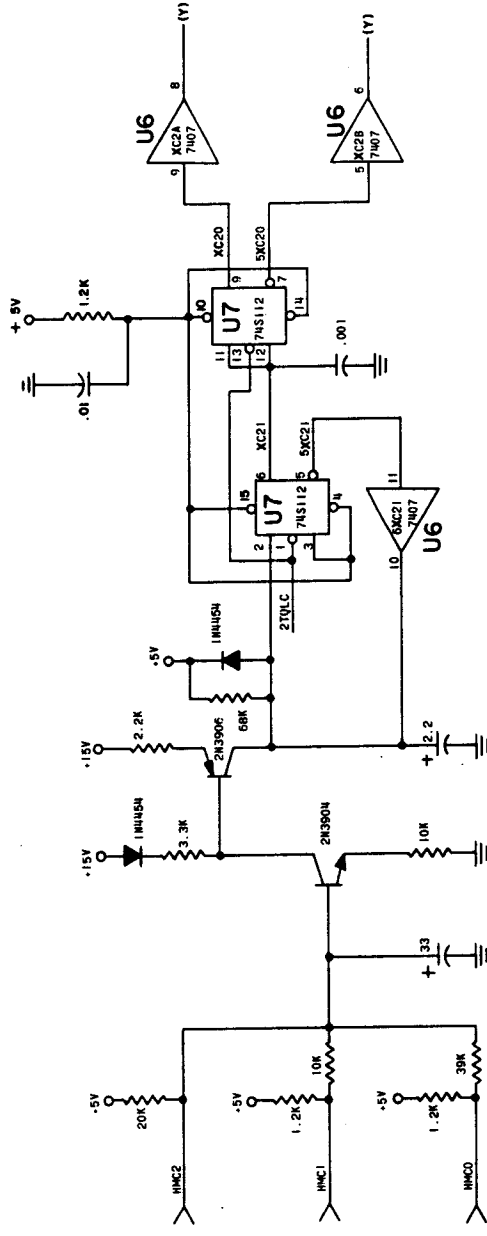 HMC2
+5V
20K
HMC1
+5V
1.2K
10K
HMC0
+5V
1.2K
39K
+
33
+15V
1N4454
3.3K
2N3904
10K
+15V
2.2K
2N3906
68K
+5V
1N4454
+
2.2
2TQLC
2
1
3
15
U7
74S112
6
5
4
XC21
5XC21
11
6XC21
7407
U6
10
.01
+ 5V
1.2K
10
11
13
12
U7
74S112
9
7
14
.001
XC20
5XC20
9
U6
XC2A
7407
8
(Y)
5
XC2B
7407
U6
6
(Y)